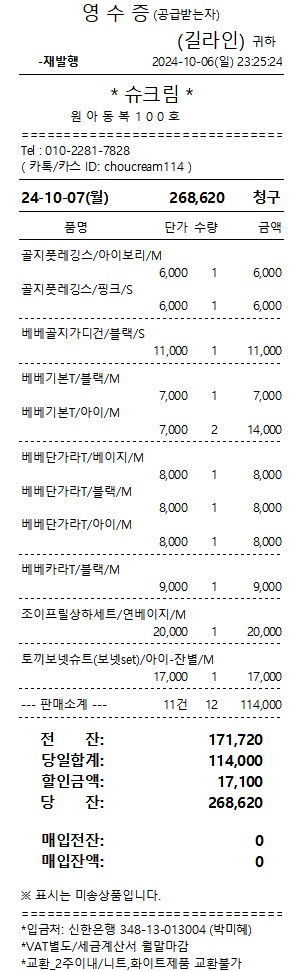 영 수 증 (공급받는자)
(길라인) 귀하
-재발행 2024-10-06(일) 23:25:24
* 슈크림 *
원 아 동 복 1 0 0 호
Tel : 010-2281-7828
( 카톡/카스 ID: choucream114 )
24-10-07(월) 268,620 청구
품명 단가 수량 금액
골지풋레깅스/아이보리/M
6,000 1 6,000
골지풋레깅스/핑크/S
6,000 1 6,000
베베골지가디건/블랙/S
11,000 1 11,000
베베기본T/블랙/M
7,000 1 7,000
베베기본T/아이/M
7,000 2 14,000
베베단가라T/베이지/M
8,000 1 8,000
베베단가라T/블랙/M
8,000 1 8,000
베베단가라T/아이/M
8,000 1 8,000
베베카라T/블랙/M
9,000 1 9,000
조이프릴상하세트/연베이지/M
20,000 1 20,000
토끼보넷슈트(보넷set)/아이-잔별/M
17,000 1 17,000
--- 판매소계 --- 11건 12 114,000
전 잔: 171,720
당일합계: 114,000
할인금액: 17,100
당 잔: 268,620
매입전잔: 0
매입잔액: 0
※ 표시는 미송상품입니다.
*입금처: 신한은행 348-13-013004 (박미혜)
*VAT별도/세금계산서 월말마감
*교환_2주이내/니트,화이트제품 교환불가